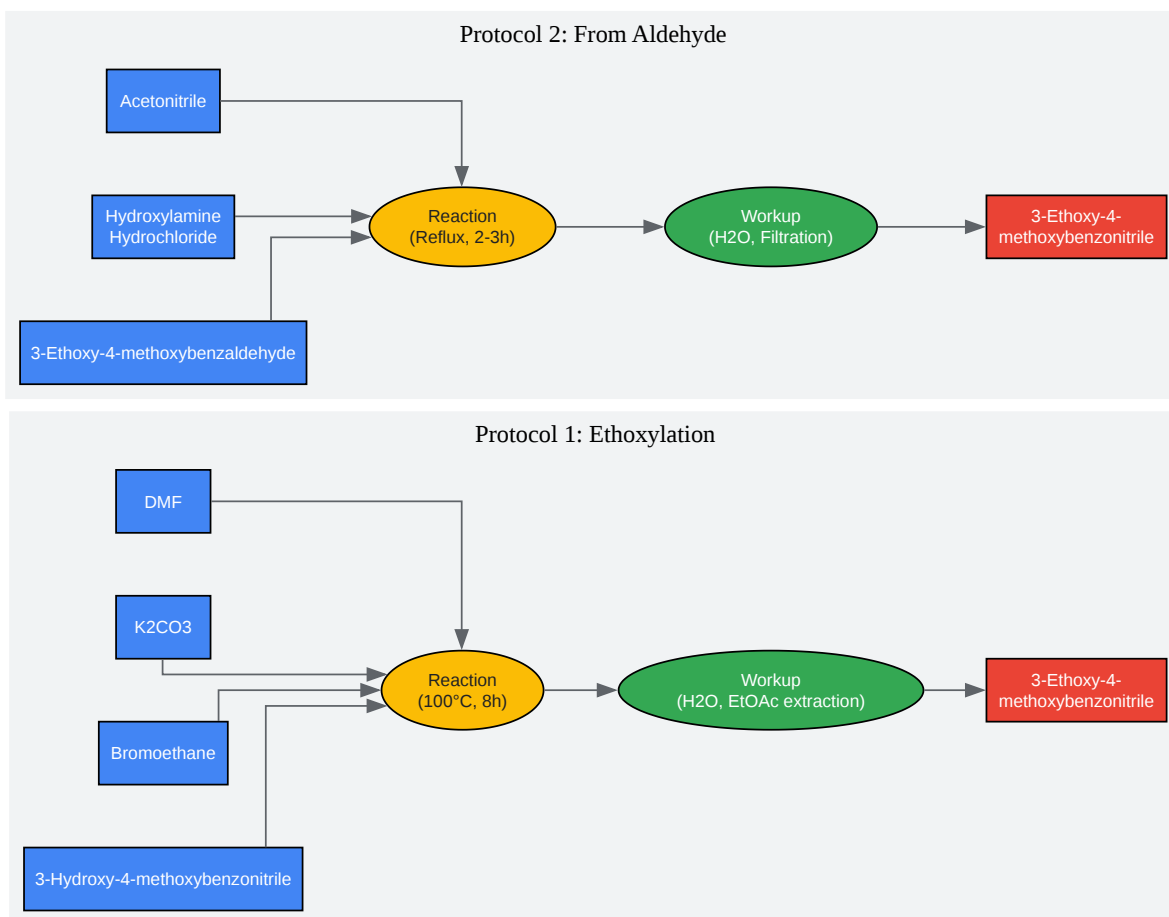 Protocol 2: From Aldehyde
Acetonitrile
Hydroxylamine
Hydrochloride
3-Ethoxy-4-methoxybenzaldehyde
Reaction
(Reflux, 2-3h)
Workup
(H2O, Filtration)
3-Ethoxy-4-
methoxybenzonitrile
Protocol 1: Ethoxylation
DMF
K2CO3
Bromoethane
3-Hydroxy-4-methoxybenzonitrile
Reaction
(100°C, 8h)
Workup
(H2O, EtOAc extraction)
3-Ethoxy-4-
methoxybenzonitrile